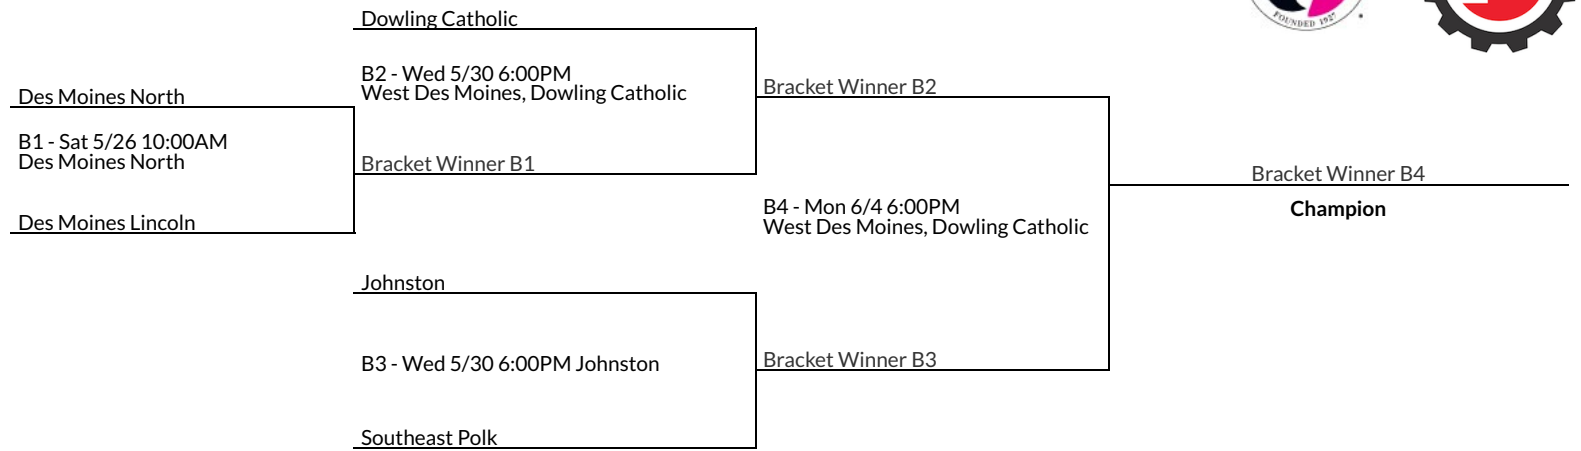 Dowling Catholic
FOUNDED 1927
B2 - Wed 5/30 6:00PM
West Des Moines, Dowling Catholic
Bracket Winner B2
Des Moines North
B1 - Sat 5/26 10:00AM
Des Moines North
Bracket Winner B1
Bracket Winner B4
Champion
B4 - Mon 6/4 6:00PM
West Des Moines, Dowling Catholic
Des Moines Lincoln
Johnston
B3 - Wed 5/30 6:00PM Johnston
Bracket Winner B3
Southeast Polk